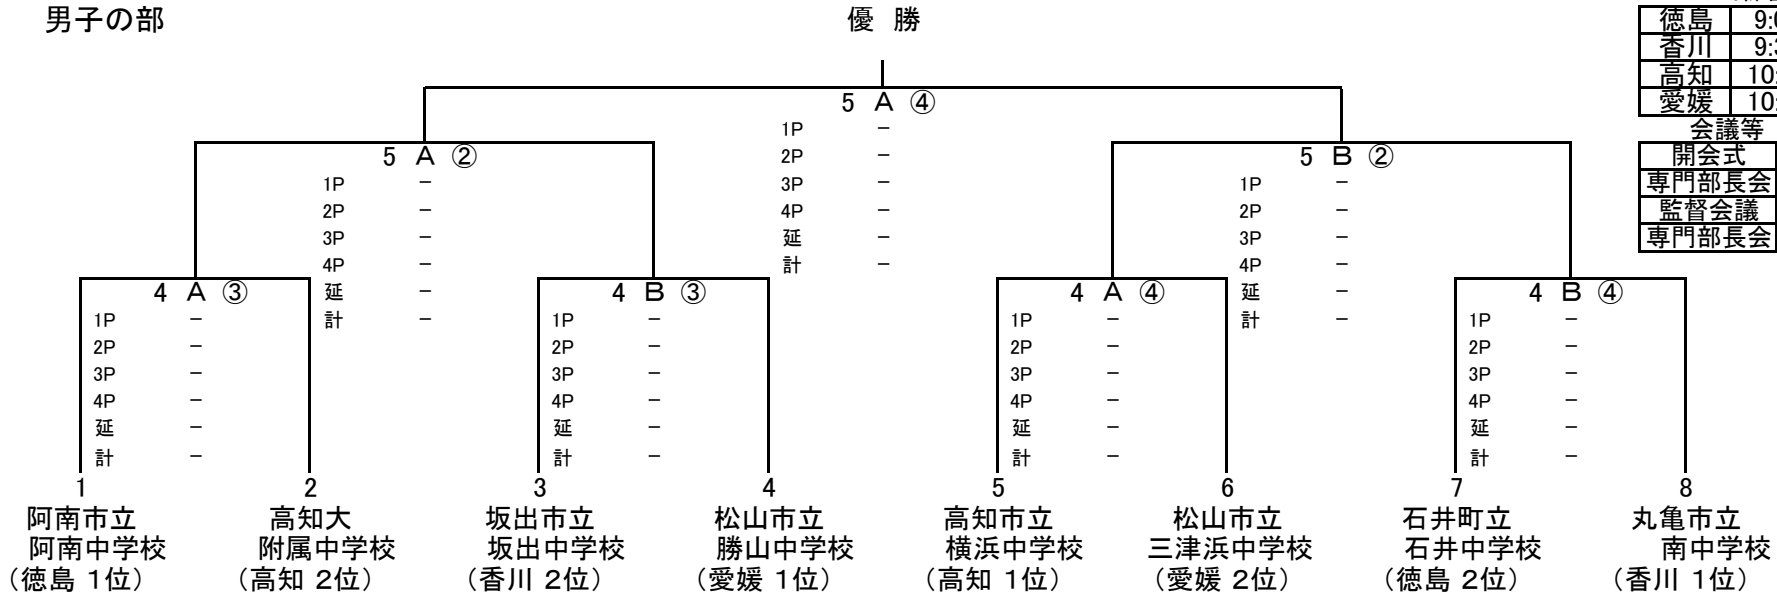 男子の部
優 勝
徳島
香川
高知
愛媛
会議等
開会式
専門部長会
監督会議
専門部長会
5 A ④
1P −
2P −
3P −
4P −
延 −
計 −
5 A ②
1P −
2P −
3P −
4P −
延 −
計 −
5 B ②
1P −
2P −
3P −
4P −
延 −
計 −
4 A ③
1P −
2P −
3P −
4P −
延 −
計 −
4 B ③
1P −
2P −
3P −
4P −
延 −
計 −
4 A ④
1P −
2P −
3P −
4P −
延 −
計 −
4 B ④
1P −
2P −
3P −
4P −
延 −
計 −
1
阿南市立
阿南中学校
(徳島 1位)
2
高知大
附属中学校
(高知 2位)
3
坂出市立
坂出中学校
(香川 2位)
4
松山市立
勝山中学校
(愛媛 1位)
5
高知市立
横浜中学校
(高知 1位)
6
松山市立
三津浜中学校
(愛媛 2位)
7
石井町立
石井中学校
(徳島 2位)
8
丸亀市立
南中学校
(香川 1位)